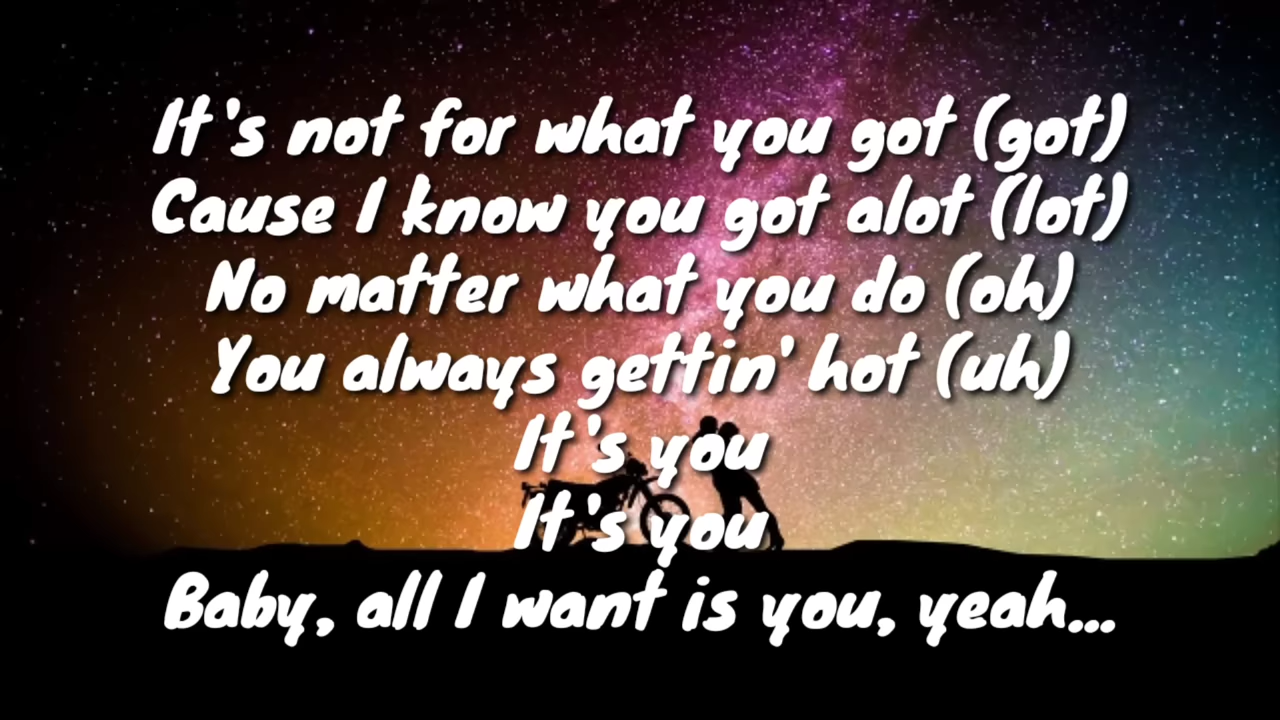 It's not for what you got (got)
Cause I know you got alot (lot)
No matter what you do (oh)
You always gettin' hot (uh)
It's you
It's you
Baby, all I want is you, yeah...